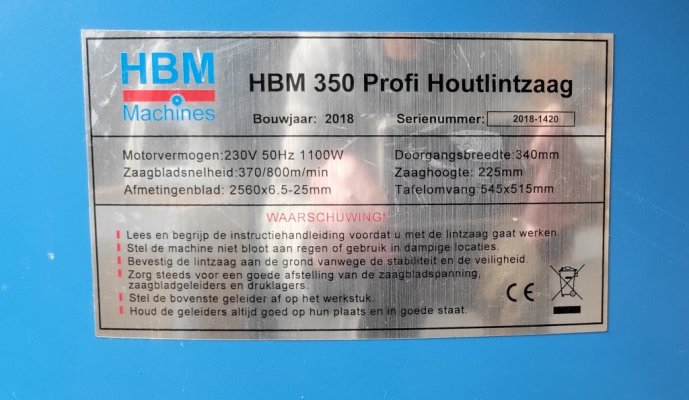 HBM
Machines
HBM 350 Profi Houtlintzaag
Bouwjaar: 2018 Serienummer: 2018-1420
Motorvermogen:230V 50Hz 1100W Doorgangsbreedte:340mm
Zaagbladsnelheid:370/800m/min Zaaghoogte: 225mm
Afmetingenblad: 2560x6.5-25mm Tafelomvang: 545x515mm
WAARSCHUWING!
Lees en begrijp de instructiehandleiding voordat u met de lintzaag gaat werken.
Stel de machine niet bloot aan regen of gebruik in dampige locaties.
Bevestig de lintzaag aan de grond vanwege de stabiliteit en de veiligheid.
Zorg steeds voor een goede afstelling van de zaagbladspanning,
zaagbladgeleiders en druklagers.
Stel de bovenste geleider af op het werkstuk.
Houd de geleiders altijd goed op hun plaats en in goede staat.
CE